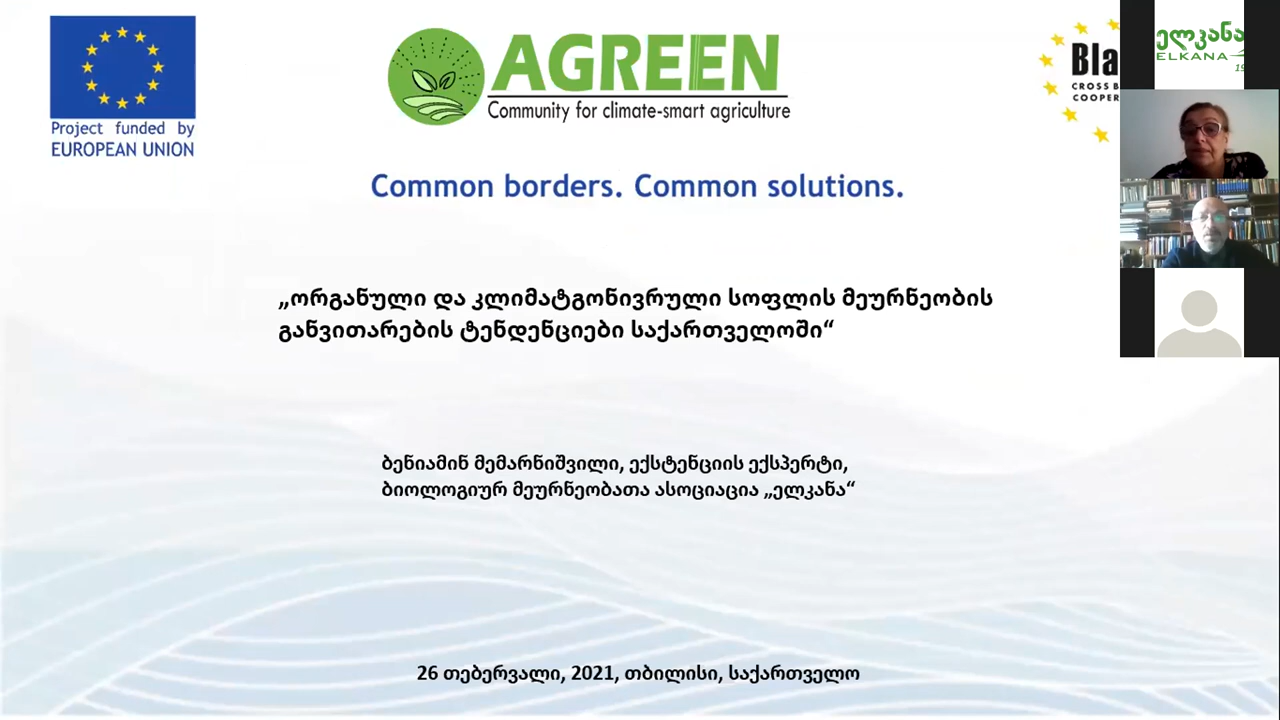 Project funded by
EUROPEAN UNION
AGREEN
Community for climate-smart agriculture
CROSS
ელკანა
ELKANA
Common borders. Common solutions.
„ორგანული და კლიმატგონივრული სოფლის მეურნეობის
განვითარების ტენდენციები საქართველოში“
ბენიამინ მემარნიშვილი, ექსტენციის ექსპერტი,
ბიოლოგიურ მეურნეობათა ასოციაცია „ელკანა“
26 თებერვალი, 2021, თბილისი, საქართველო